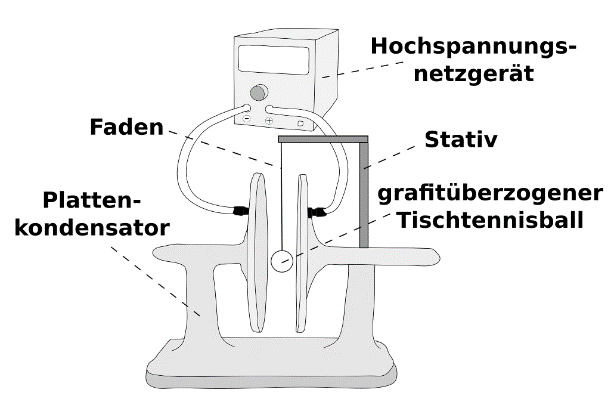 Hochspannungs-
netzgerät
Faden
Stativ
Platten-
kondensator
grafitüberzogener
Tischtennisball
− +